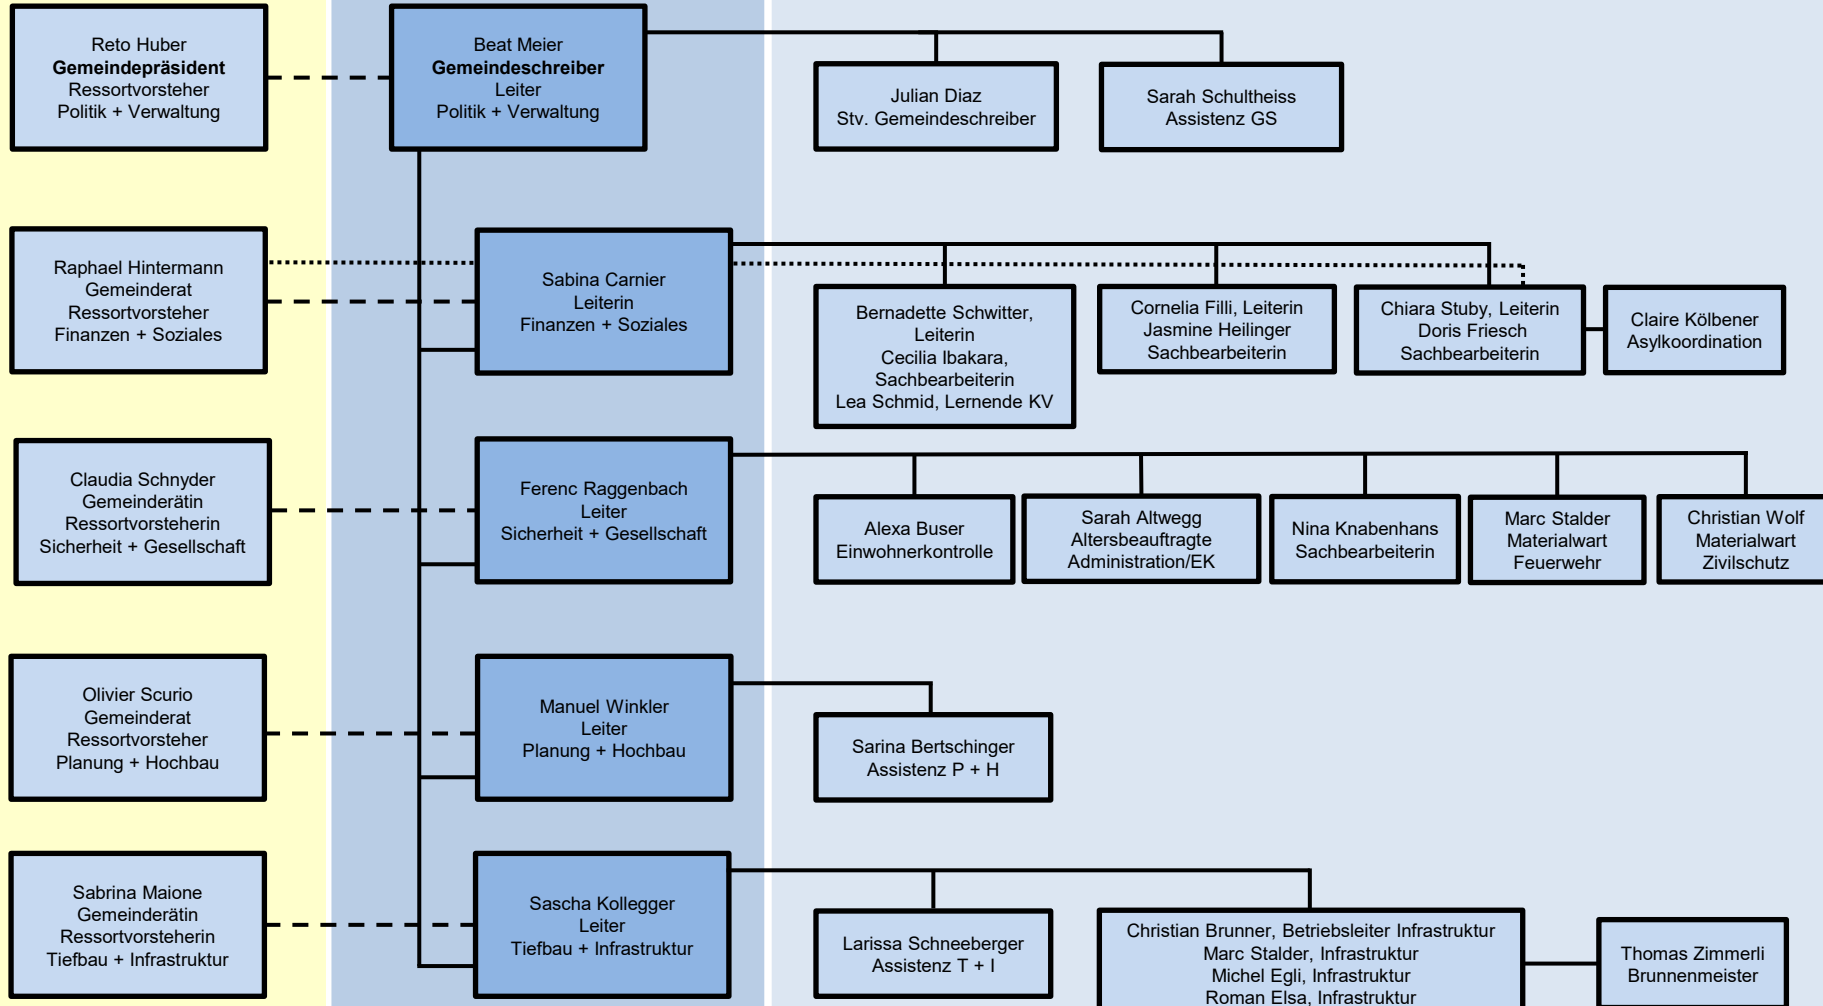 Reto Huber
Gemeindepräsident
Ressortvorsteher
Politik + Verwaltung
Beat Meier
Gemeindeschreiber
Leiter
Politik + Verwaltung
Julian Diaz
Stv. Gemeindeschreiber
Sarah Schultheiss
Assistenz GS
Raphael Hintermann
Gemeinderat
Ressortvorsteher
Finanzen + Soziales
Sabina Carnier
Leiterin
Finanzen + Soziales
Bernadette Schwitter,
Leiterin
Cecilia Ibakara,
Sachbearbeiterin
Lea Schmid, Lernende KV
Cornelia Filli, Leiterin
Jasmine Heilinger
Sachbearbeiterin
Chiara Stuby, Leiterin
Doris Friesch
Sachbearbeiterin
Claire Kölbener
Asylkoordination
Claudia Schnyder
Gemeinderätin
Ressortvorsteherin
Sicherheit + Gesellschaft
Ferenc Raggenbach
Leiter
Sicherheit + Gesellschaft
Alexa Buser
Einwohnerkontrolle
Sarah Altwegg
Altersbeauftragte
Administration/EK
Nina Knabenhans
Sachbearbeiterin
Marc Stalder
Materialwart
Feuerwehr
Christian Wolf
Materialwart
Zivilschutz
Olivier Scurio
Gemeinderat
Ressortvorsteher
Planung + Hochbau
Manuel Winkler
Leiter
Planung + Hochbau
Sarina Bertschinger
Assistenz P + H
Sabrina Maione
Gemeinderätin
Ressortvorsteherin
Tiefbau + Infrastruktur
Sascha Kollegger
Leiter
Tiefbau + Infrastruktur
Larissa Schneeberger
Assistenz T + I
Christian Brunner, Betriebsleiter Infrastruktur
Marc Stalder, Infrastruktur
Michel Egli, Infrastruktur
Roman Elsa, Infrastruktur
Thomas Zimmerli
Brunnenmeister